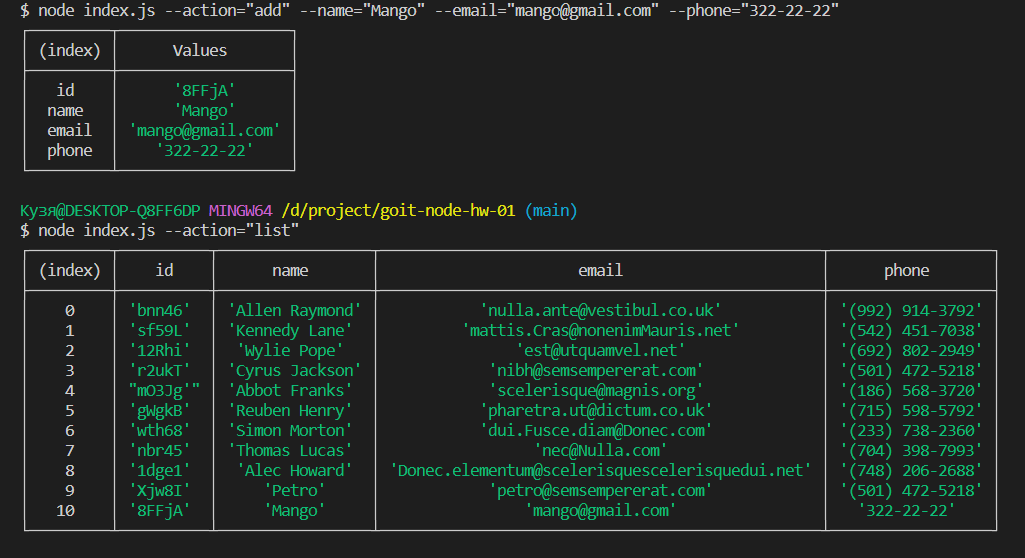 $ node index.js --action="add" --name="Mango" --email="mango@gmail.com" --phone="322-22-22"
(index) Values
id '8FFjA'
name 'Mango'
email 'mango@gmail.com'
phone '322-22-22'
Кузя@DESKTOP-Q8FF6DP MINGW64 /d/project/goit-node-hw-01 (main)
$ node index.js --action="list"
(index) id name email phone
0 'bnn46' 'Allen Raymond' 'nulla.ante@vestibul.co.uk' '(992) 914-3792'
1 'sf59L' 'Kennedy Lane' 'mattis.Cras@nonenimMauris.net' '(542) 451-7038'
2 '12Rhi' 'Wylie Pope' 'est@utquamvel.net' '(692) 802-2949'
3 'r2ukT' 'Cyrus Jackson' 'nibh@semsempererat.com' '(501) 472-5218'
4 "mO3Jg'" 'Abbot Franks' 'scelerisque@magnis.org' '(186) 568-3720'
5 'gWgkB' 'Reuben Henry' 'pharetra.ut@dictum.co.uk' '(715) 598-5792'
6 'wth68' 'Simon Morton' 'dui.Fusce.diam@Donec.com' '(233) 738-2360'
7 'nbr45' 'Thomas Lucas' 'nec@Nulla.com' '(704) 398-7993'
8 '1dge1' 'Alec Howard' 'Donec.elementum@scelerisquescelerisquedui.net' '(748) 206-2688'
9 'Xjw8I' 'Petro' 'petro@semsempererat.com' '(501) 472-5218'
10 '8FFjA' 'Mango' 'mango@gmail.com' '322-22-22'